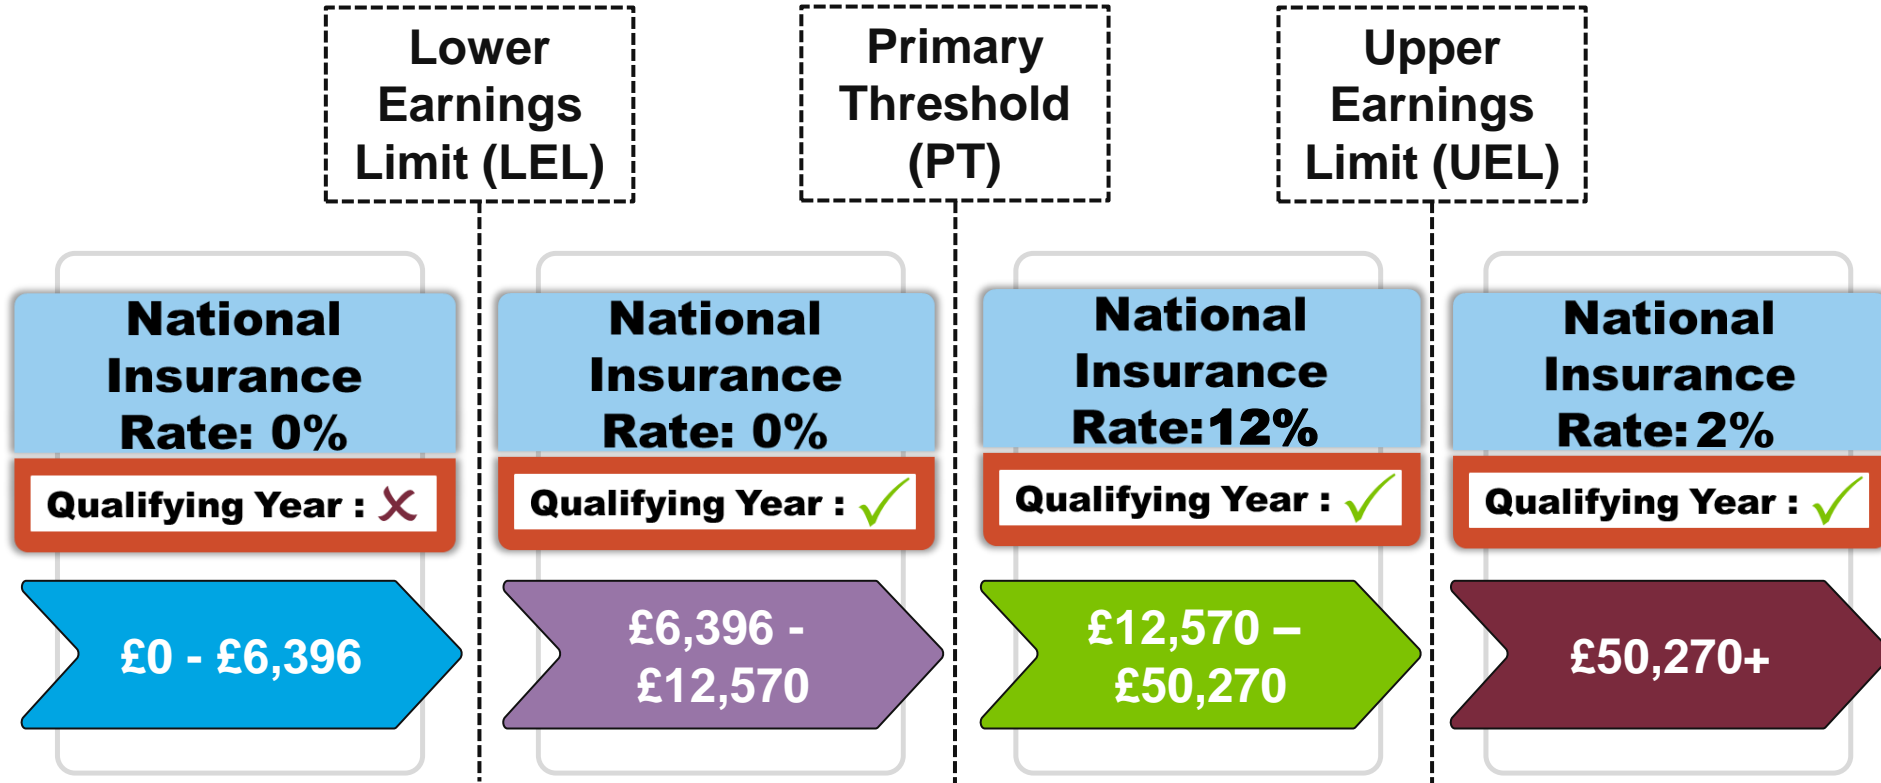 Lower
Earnings
Limit (LEL)
Primary
Threshold
(PT)
Upper
Earnings
Limit (UEL)
National
Insurance
Rate: 0%
Qualifying Year : ✗
£0 - £6,396
National
Insurance
Rate: 0%
Qualifying Year : ✓
£6,396 -
£12,570
National
Insurance
Rate:12%
Qualifying Year : ✓
£12,570 –
£50,270
National
Insurance
Rate: 2%
Qualifying Year : ✓
£50,270+